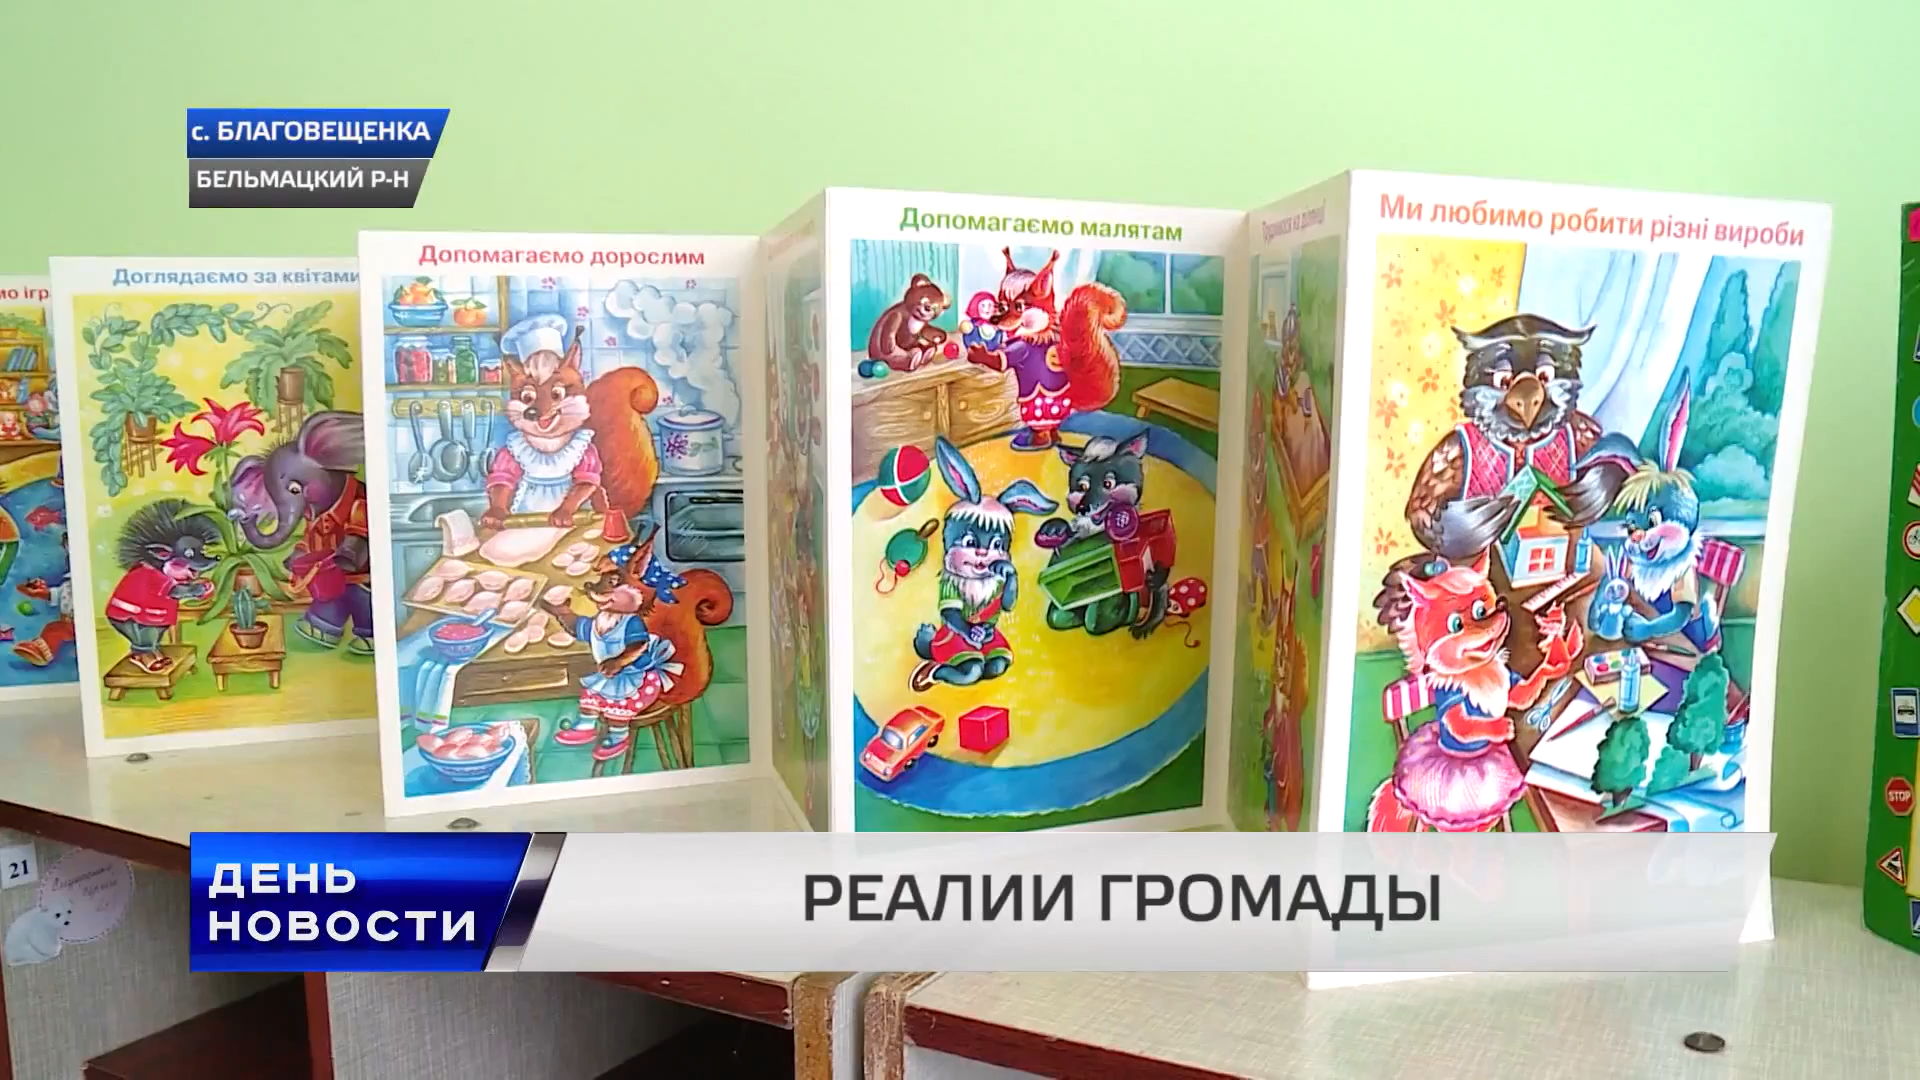 с. БЛАГОВЕЩЕНКА
БЕЛЬМАЦКИЙ Р-Н
Доглядаємо за квітами
Допомагаємо дорослим
Допомагаємо малятам
Ми любимо робити різні вироби
STOP
21
ДЕНЬ
НОВОСТИ
РЕАЛИИ ГРОМАДЫ